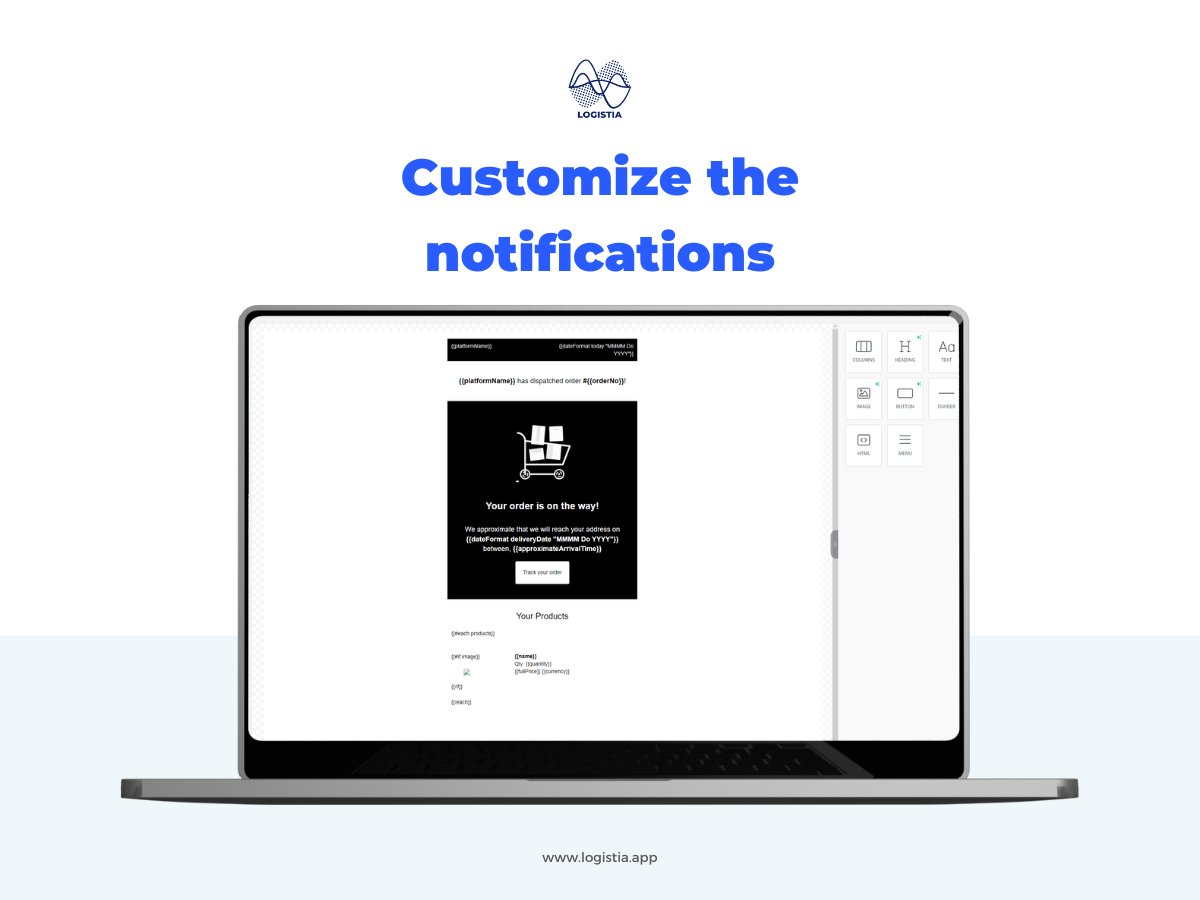 LOGISTIA
Customize the
notifications
{{platformName}}
{{dateFormat today "MMMM Do
YYYY"}}
{{platformName}} has dispatched order #{{orderNo}}!
Your order is on the way!
We approximate that we will reach your address on
{{dateFormat deliveryDate "MMMM Do YYYY"}}
between, {{approximateArrivalTime}}
Track your order
Your Products
{{#each products}}
{{#if image}}
{{name}}
Qty: {{quantity}}
{{fullPrice}} {{currency}}
{{/if}}
{{/each}}
COLUMNS
HEADING
TEXT
IMAGE
BUTTON
DIVIDER
HTML
MENU
www.logistia.app